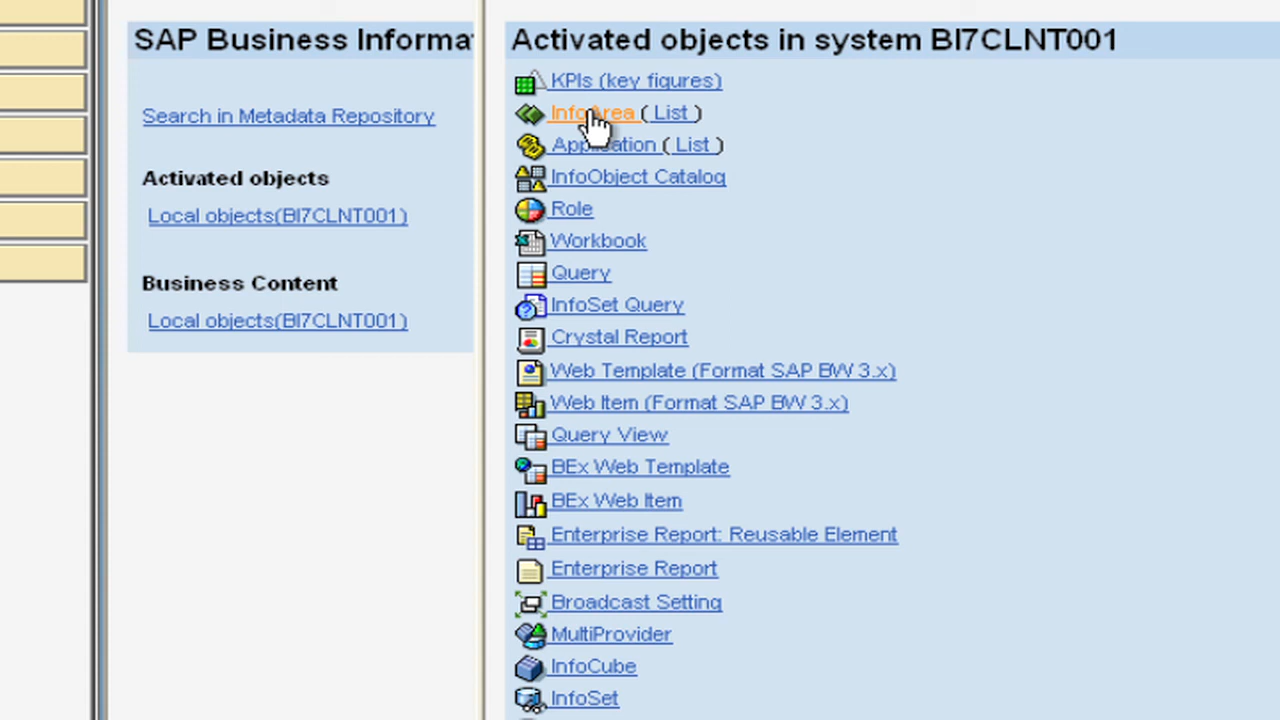 SAP Business Informa
Search in Metadata Repository
Activated objects
Local objects(BI7CLNT001)
Business Content
Local objects(BI7CLNT001)
Activated objects in system BI7CLNT001
KPIs (key figures)
InfoArea ( List )
Application ( List )
InfoObject Catalog
Role
Workbook
Query
InfoSet Query
Crystal Report
Web Template (Format SAP BW 3.x)
Web Item (Format SAP BW 3.x)
Query View
BEx Web Template
BEx Web Item
Enterprise Report: Reusable Element
Enterprise Report
Broadcast Setting
MultiProvider
InfoCube
InfoSet